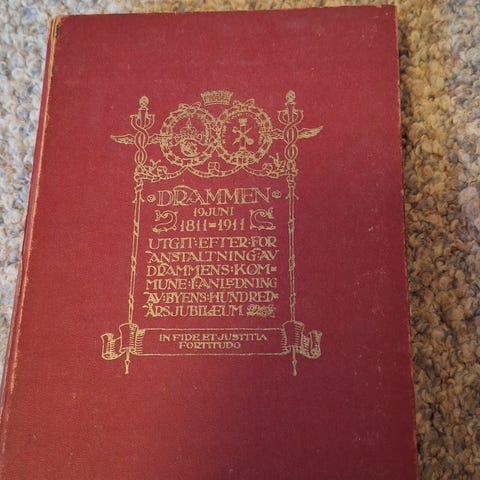 ·DRAMMEN·
19 JUNI
1811=1911
UTGIT·EFTER·FOR
ANSTALTNING·AV
DRAMMENS·KOM=
MUNE·I·ANLEDNING
AV·BYENS·HUNDRED=
ÅRSJUBILÆUM
IN FIDE ET JUSTITIA
FORTITUDO